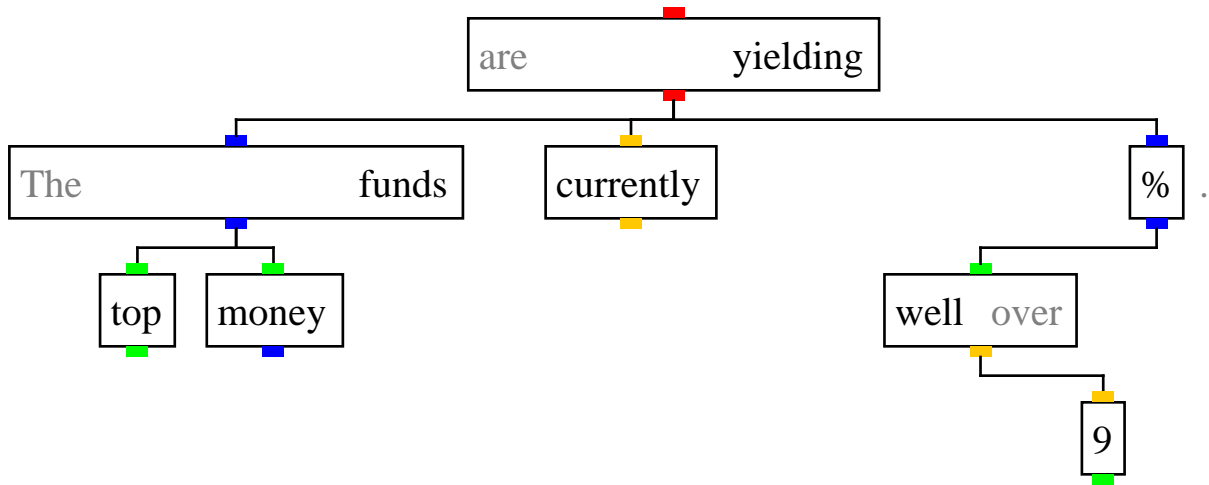 are yielding
The funds currently % .
top money well over
9